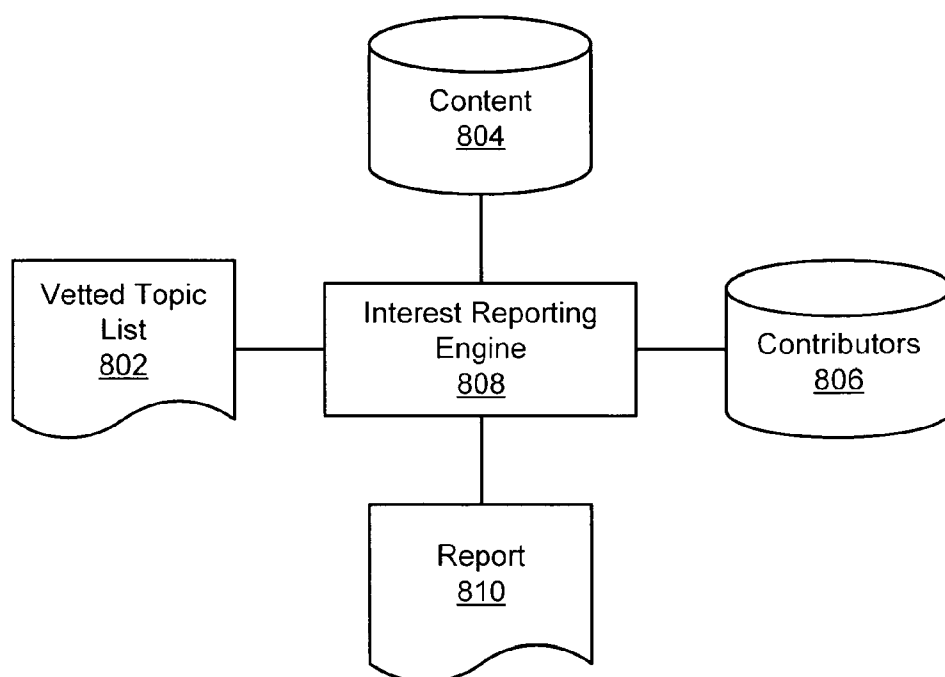 Content
804
Vetted Topic
List
802
Interest Reporting
Engine
808
Contributors
806
Report
810